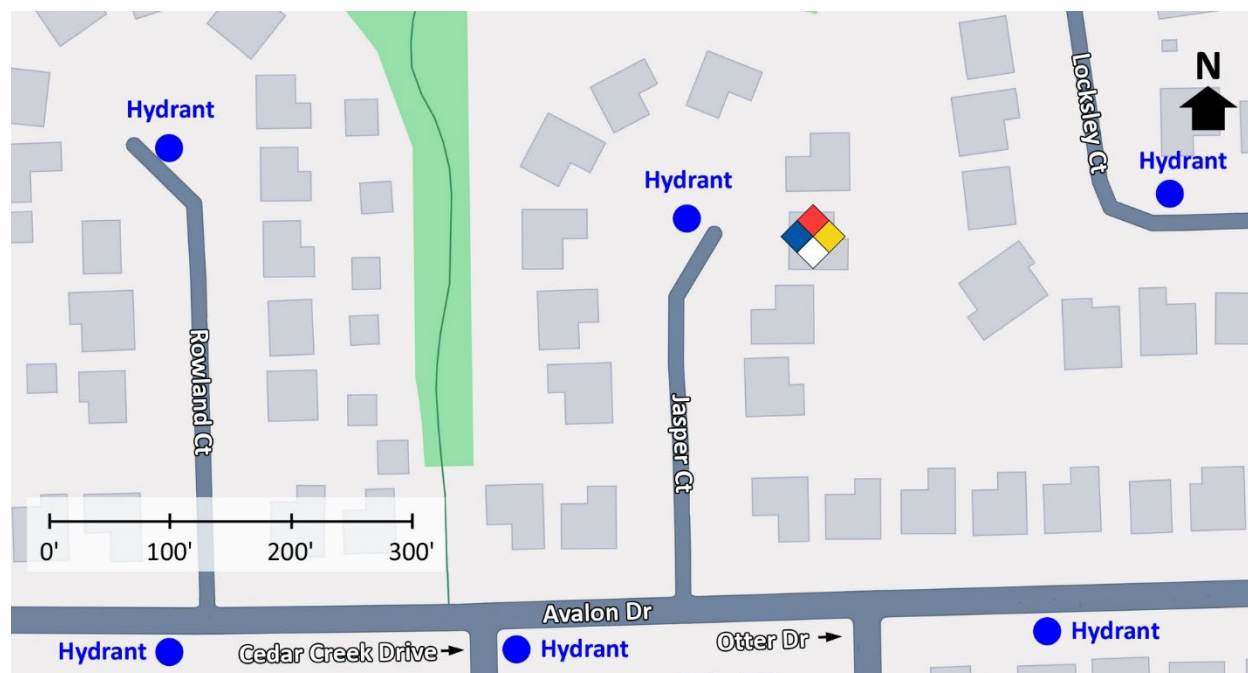 N
Hydrant
Locksley Ct
Hydrant
Hydrant
Rowland Ct
Jasper Ct
0'
100'
200'
300'
Avalon Dr
Hydrant
Cedar Creek Drive
Hydrant
Otter Dr
Hydrant